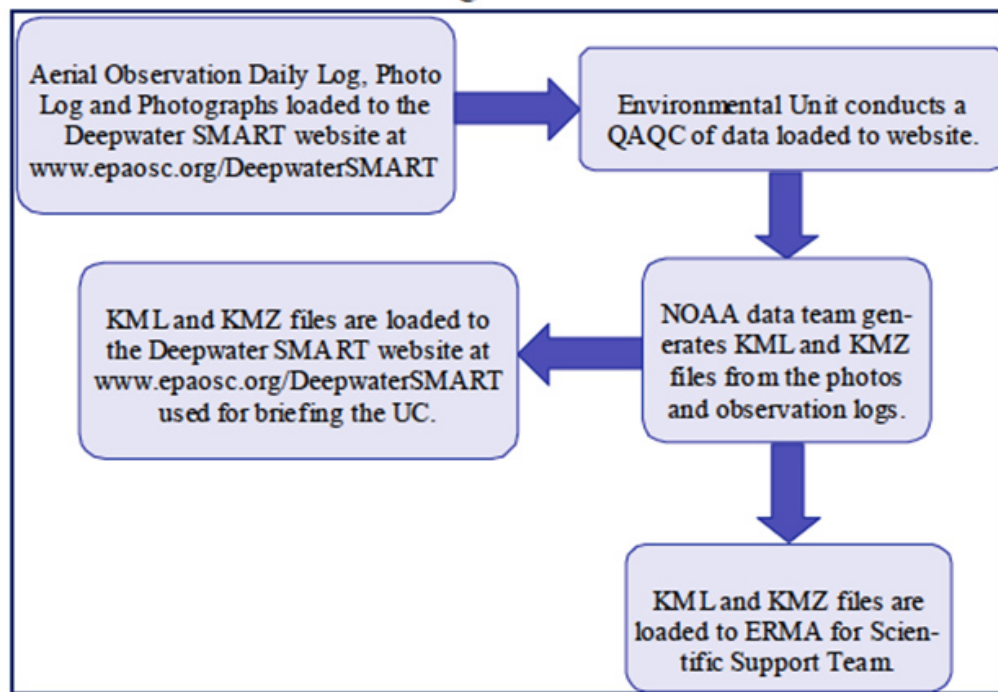 Aerial Observation Daily Log, Photo
Log and Photographs loaded to the
Deepwater SMART website at
www.epaosc.org/DeepwaterSMART
Environmental Unit conducts a
QAQC of data loaded to website.
NOAA data team gen-
erates KML and KMZ
files from the photos
and observation logs.
KML and KMZ files are loaded to
the Deepwater SMART website at
www.epaosc.org/DeepwaterSMART
used for briefing the UC.
KML and KMZ files are
loaded to ERMA for Scien-
tific Support Team.